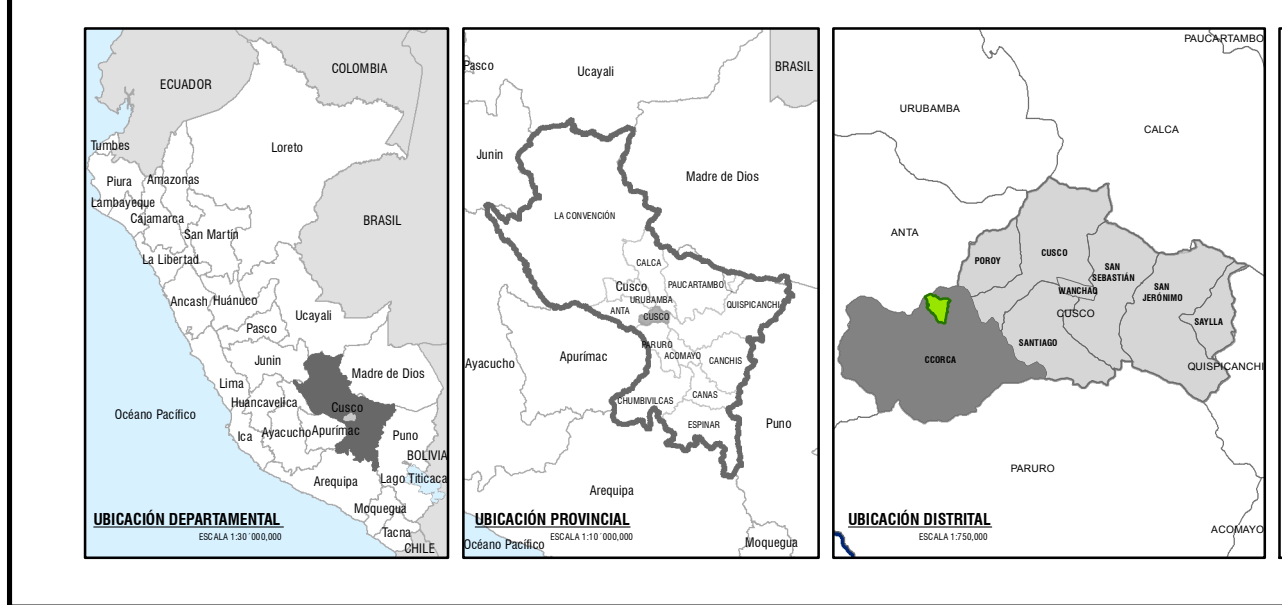 ECUADOR
COLOMBIA
Tumbes
Loreto
Piura
Amazonas
Lambayeque
Cajamarca
San Martin
BRASIL
La Libertad
Ancash
Huánuco
Ucayali
Pasco
Junin
Madre de Dios
Lima
Huancavelica
Cusco
Océano Pacífico
Ica
Ayacucho
Apurímac
Puno
BOLIVIA
Arequipa
Lago Titicaca
Moquegua
Tacna
CHILE
UBICACIÓN DEPARTAMENTAL
ESCALA 1:30´000,000
Pasco
Ucayali
BRASIL
Junin
Madre de Dios
LA CONVENCIÓN
CALCA
Cusco
PAUCARTAMBO
URUBAMBA
QUISPICANCHI
ANTA
CUSCO
PARURO
ACOMAYO
CANCHIS
Ayacucho
Apurímac
CHUMBIVILCAS
CANAS
ESPINAR
Puno
Arequipa
UBICACIÓN PROVINCIAL
ESCALA 1:10´000,000
Océano Pacífico
Moquegua
PAUCARTAMBO
URUBAMBA
CALCA
ANTA
POROY
CUSCO
SAN
SEBASTIÁN
WANCHAQ
SAN
JERÓNIMO
CUSCO
SAYLLA
SANTIAGO
CCORCA
QUISPICANCHI
PARURO
UBICACIÓN DISTRITAL
ESCALA 1:750,000
ACOMAYO